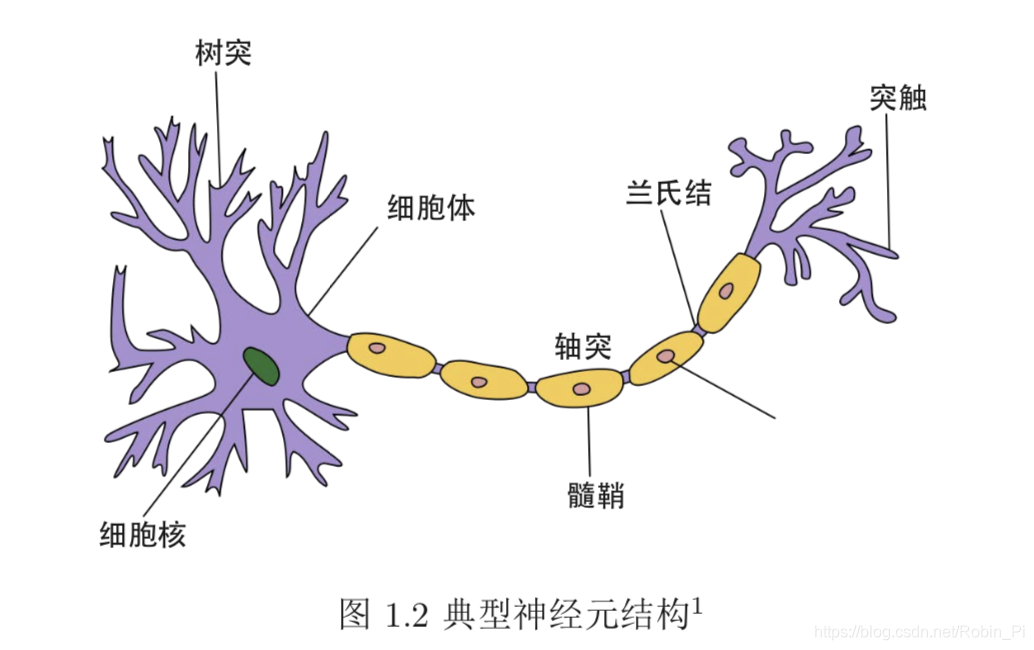 树突
突触
兰氏结
细胞体
轴突
髓鞘
细胞核
图 1.2 典型神经元结构¹
https://blog.csdn.net/Robin_Pi